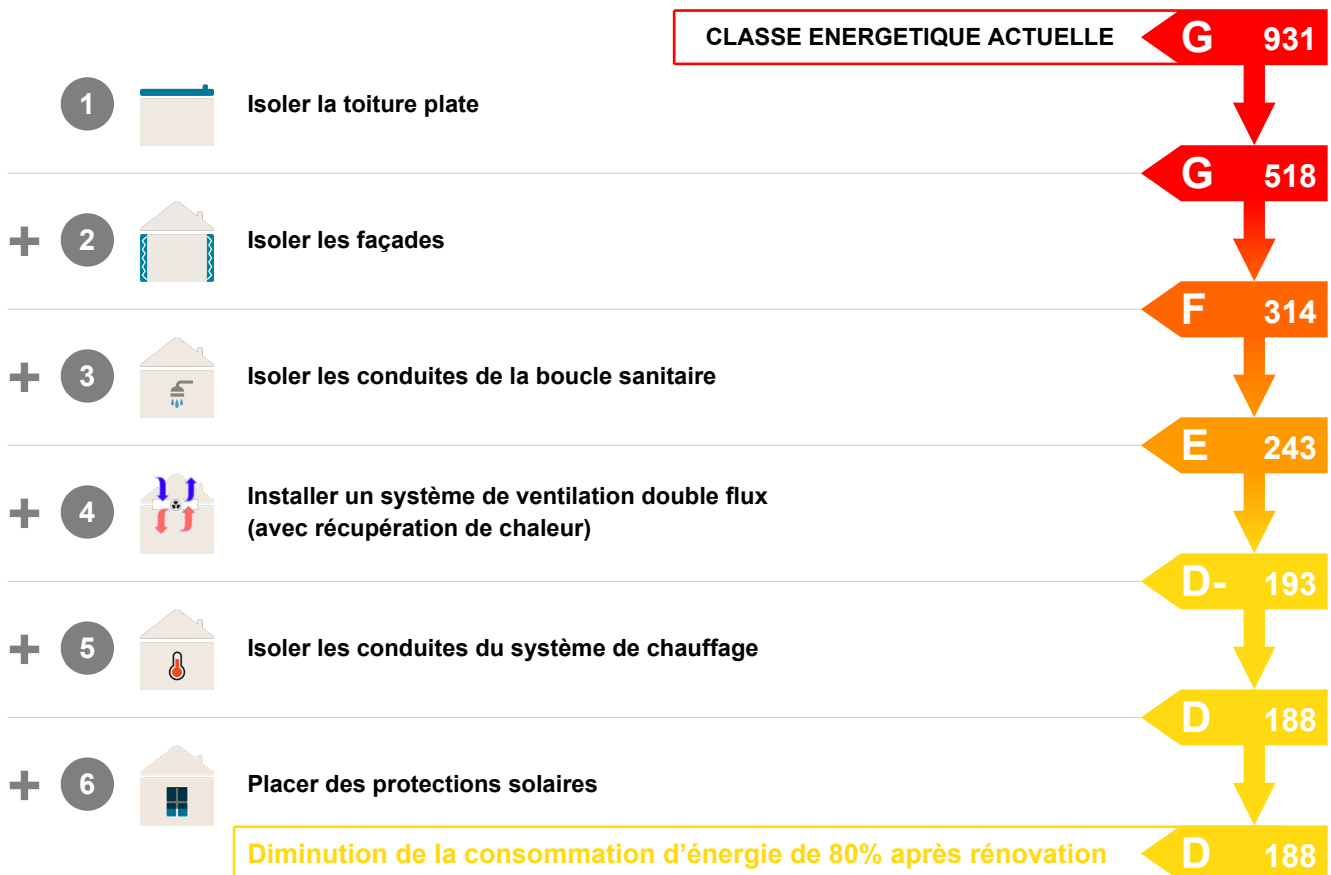 CLASSE ENERGETIQUE ACTUELLE G 931
1 Isoler la toiture plate
G 518
+ 2 Isoler les façades
F 314
+ 3 Isoler les conduites de la boucle sanitaire
E 243
+ 4 Installer un système de ventilation double flux
(avec récupération de chaleur)
D- 193
+ 5 Isoler les conduites du système de chauffage
D 188
+ 6 Placer des protections solaires
Diminution de la consommation d’énergie de 80% après rénovation D 188